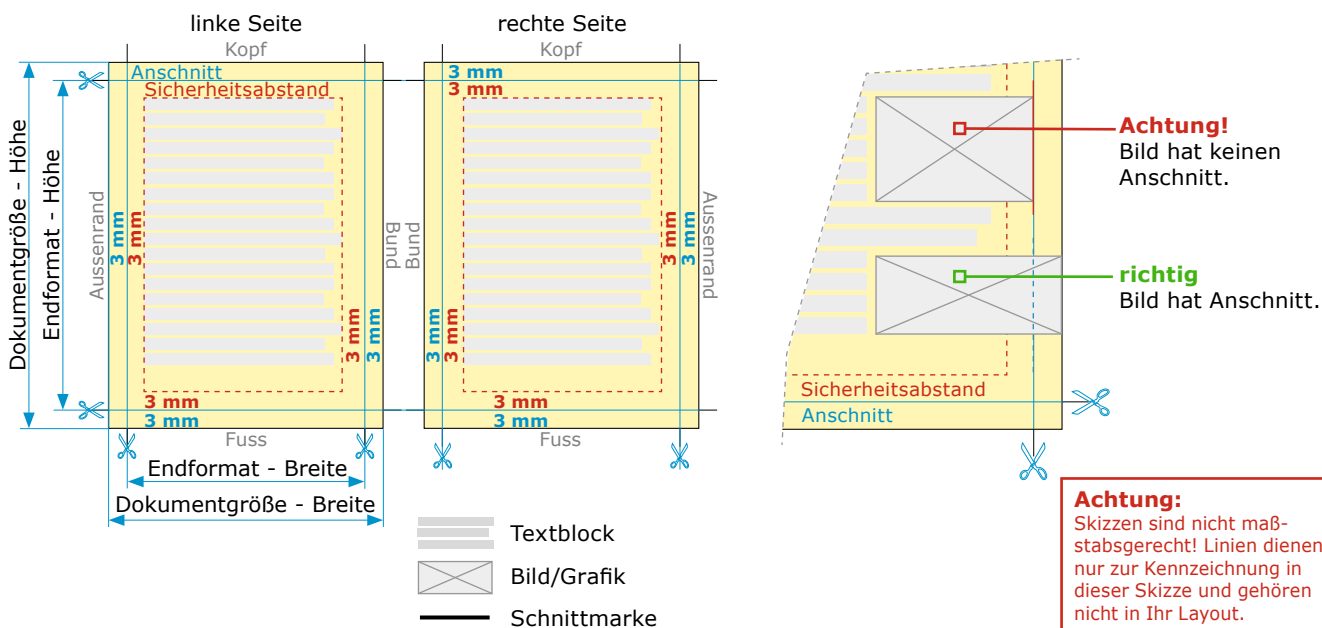 linke Seite
rechte Seite
Kopf
Kopf
Anschnitt
Sicherheitsabstand
3 mm
3 mm
Dokumentgröße - Höhe
Endformat - Höhe
Aussenrand
3 mm
3 mm
Bund
Bund
3 mm
3 mm
Aussenrand
3 mm
3 mm
3 mm
3 mm
3 mm
3 mm
3 mm
3 mm
Fuss
Fuss
Endformat - Breite
Dokumentgröße - Breite
Textblock
Bild/Grafik
Schnittmarke
Achtung!
Bild hat keinen
Anschnitt.
richtig
Bild hat Anschnitt.
Sicherheitsabstand
Anschnitt
Achtung:
Skizzen sind nicht maß-
stabsgerecht! Linien dienen
nur zur Kennzeichnung in
dieser Skizze und gehören
nicht in Ihr Layout.